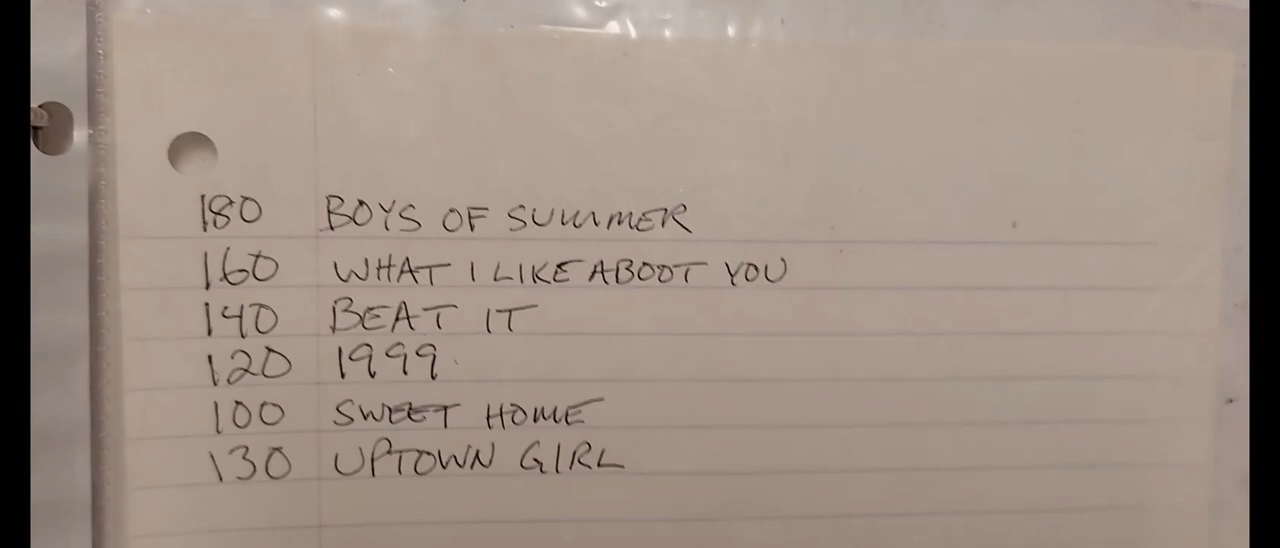 180 BOYS OF SUMMER
160 WHAT I LIKE ABOUT YOU
140 BEAT IT
120 1999
100 SWEET HOME
130 UPTOWN GIRL